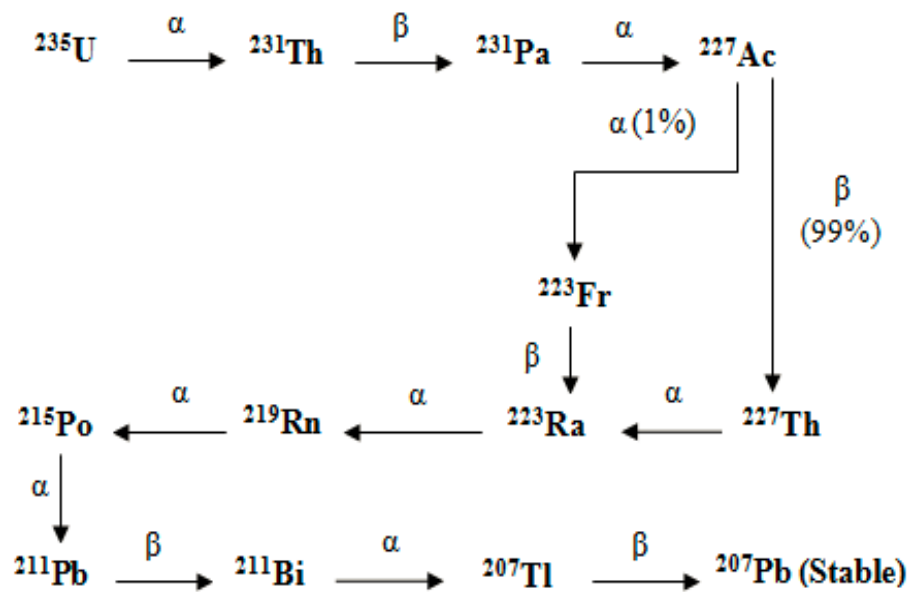 α β α
²³⁵U ²³¹Th ²³¹Pa ²²⁷Ac
α (1%)
β
(99%)
²²³Fr
β
α α α
²¹⁵Po ²¹⁹Rn ²²³Ra ²²⁷Th
α
β α β
²¹¹Pb ²¹¹Bi ²⁰⁷Tl ²⁰⁷Pb (Stable)